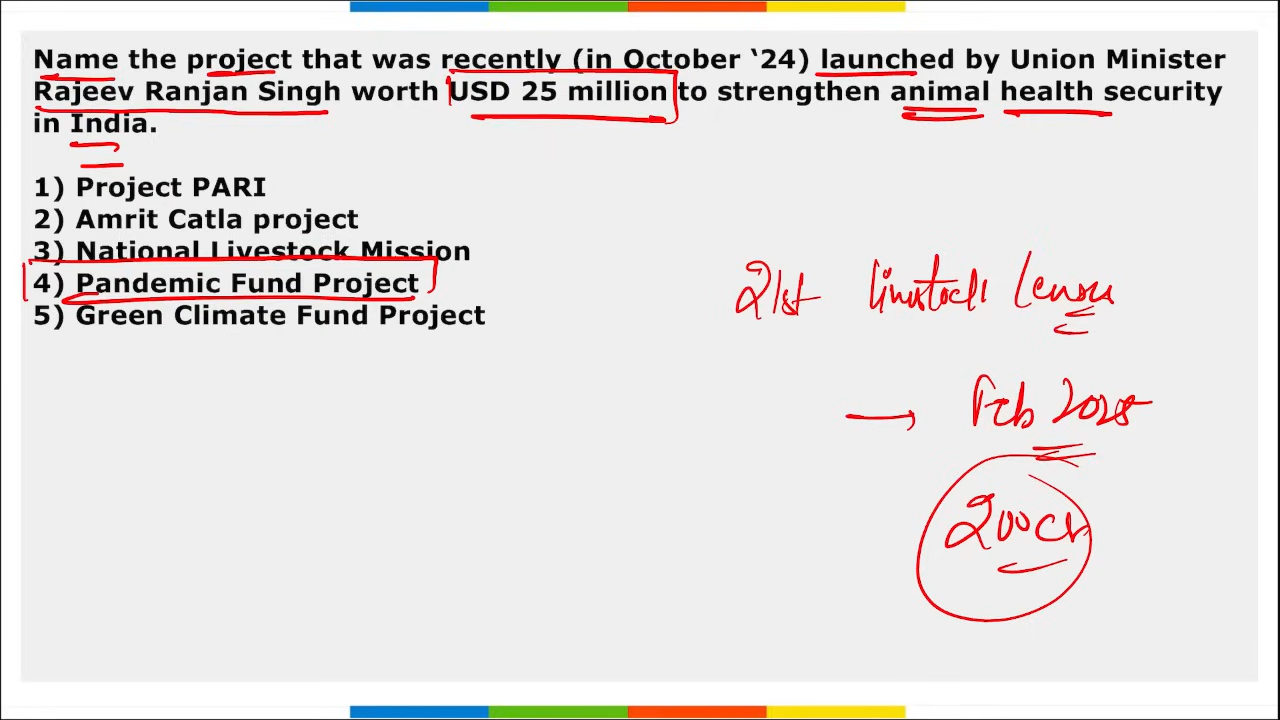 Name the project that was recently (in October ‘24) launched by Union Minister
Rajeev Ranjan Singh worth USD 25 million to strengthen animal health security
in India.
1) Project PARI
2) Amrit Catla project
3) National Livestock Mission
4) Pandemic Fund Project
5) Green Climate Fund Project
21st livestock Census
Feb 2025
200cr